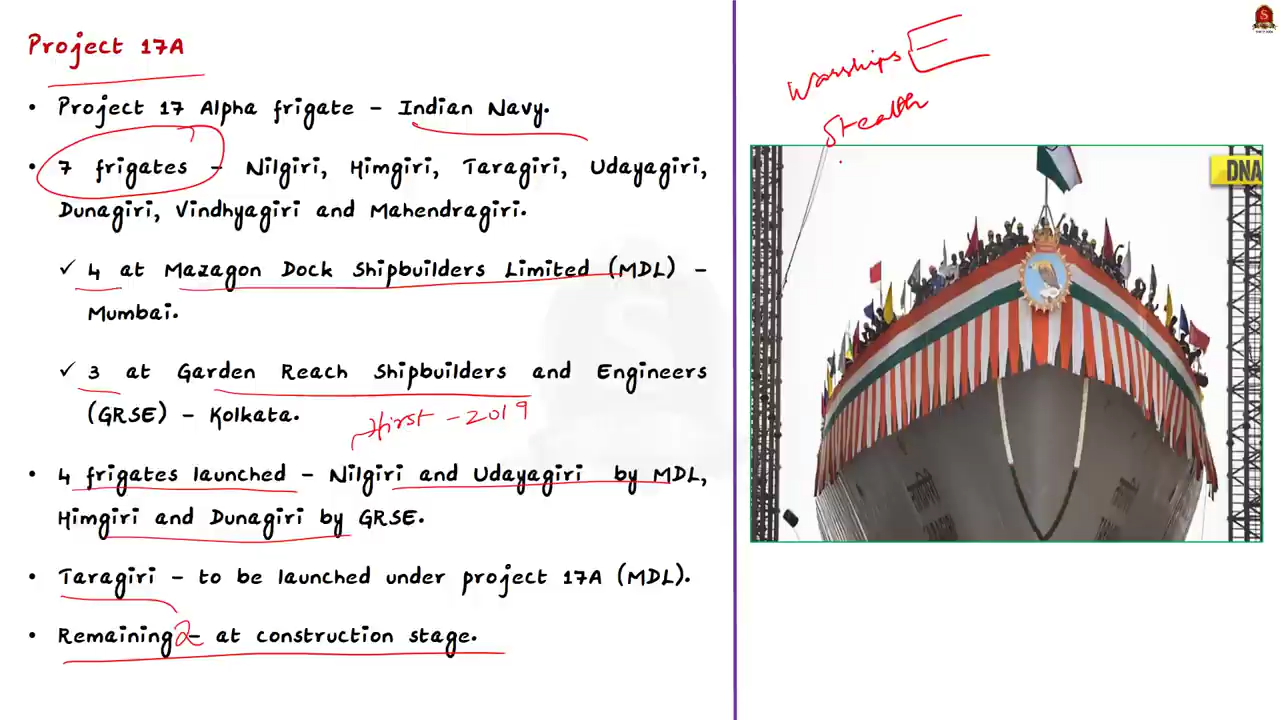 Project 17A
• Project 17 Alpha frigate – Indian Navy.
• 7 frigates – Nilgiri, Himgiri, Taragiri, Udayagiri,
Dunagiri, Vindhyagiri and Mahendragiri.
✓ 4 at Mazagon Dock Shipbuilders Limited (MDL) –
Mumbai.
✓ 3 at Garden Reach Shipbuilders and Engineers
(GRSE) – Kolkata.
First – 2019
• 4 frigates launched – Nilgiri and Udayagiri by MDL,
Himgiri and Dunagiri by GRSE.
• Taragiri – to be launched under project 17A (MDL).
• Remaining 2 – at construction stage.
Warships
Stealth
DNA